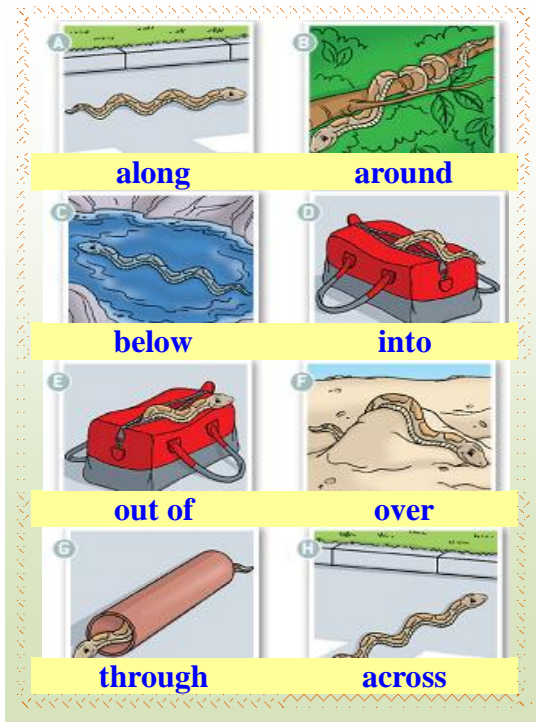 A B
along around
C D
below into
E F
out of over
G H
through across